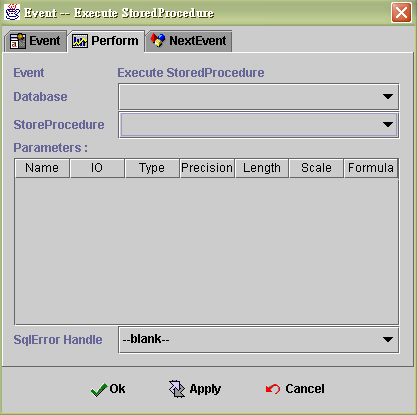 Event -- Execute StoredProcedure
Event Perform NextEvent
Event Execute StoredProcedure
Database
StoreProcedure
Parameters :
Name IO Type Precision Length Scale Formula
SqlError Handle --blank--
Ok Apply Cancel